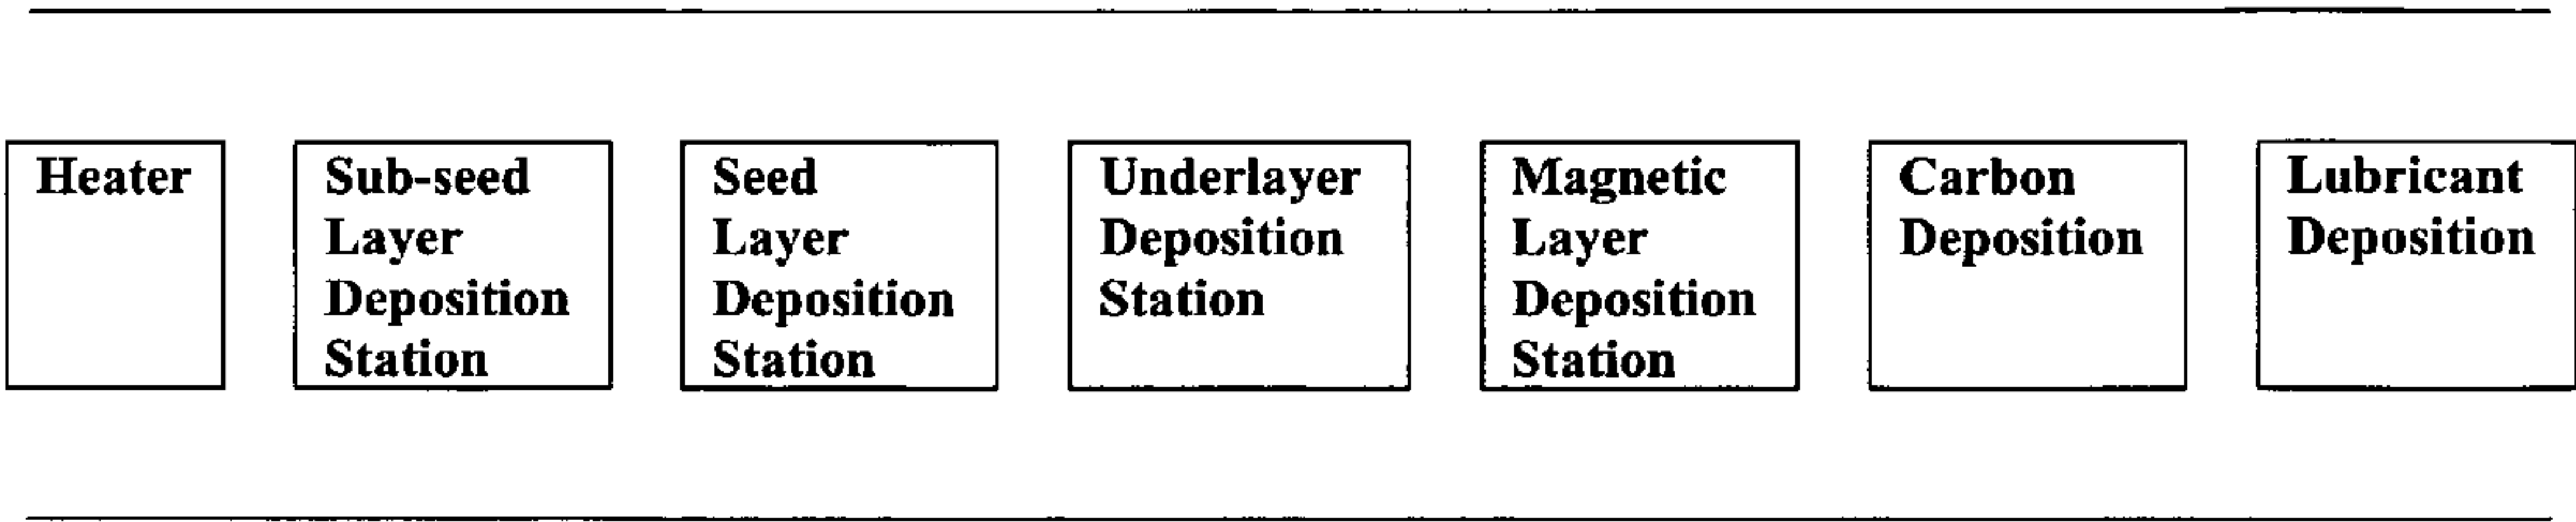 Heater
Sub-seed
Layer
Deposition
Station
Seed
Layer
Deposition
Station
Underlayer
Deposition
Station
Magnetic
Layer
Deposition
Station
Carbon
Deposition
Lubricant
Deposition